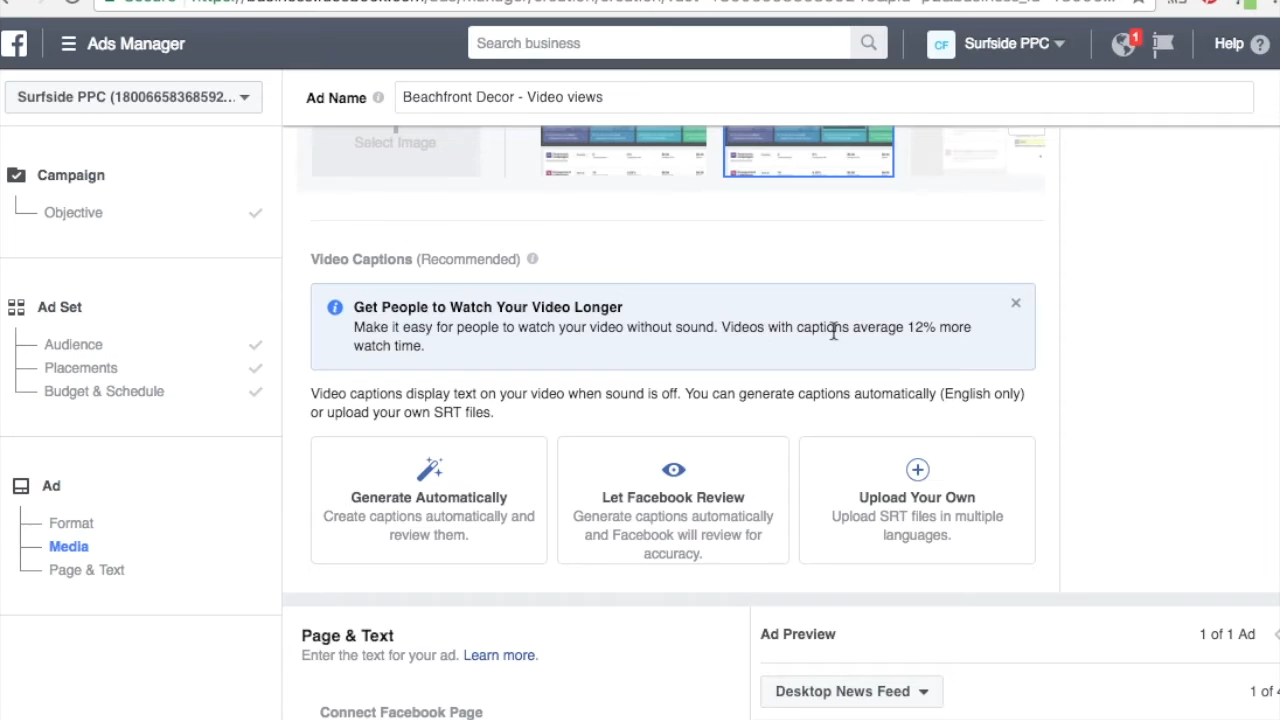 Ads Manager
Search business
CF
Surfside PPC
1
Help
Surfside PPC (18006658368592...
Ad Name
Beachfront Decor - Video views
Campaign
Objective
Ad Set
Audience
Placements
Budget & Schedule
Ad
Format
Media
Page & Text
Select Image
Video Captions (Recommended)
Get People to Watch Your Video Longer
Make it easy for people to watch your video without sound. Videos with captions average 12% more
watch time.
Video captions display text on your video when sound is off. You can generate captions automatically (English only)
or upload your own SRT files.
Generate Automatically
Create captions automatically and
review them.
Let Facebook Review
Generate captions automatically
and Facebook will review for
accuracy.
Upload Your Own
Upload SRT files in multiple
languages.
Page & Text
Enter the text for your ad. Learn more.
Connect Facebook Page
Ad Preview
1 of 1 Ad
Desktop News Feed
1 of